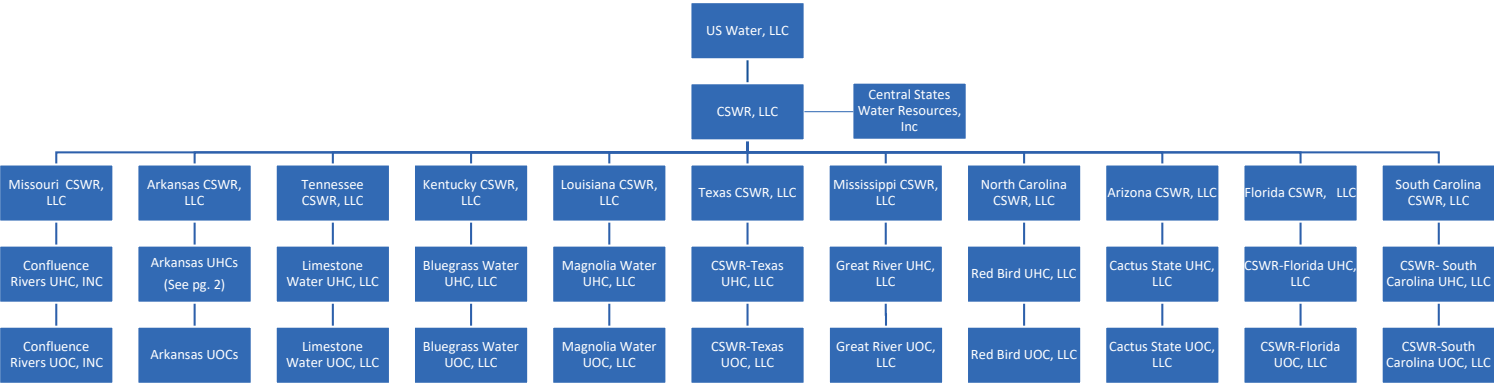 US Water, LLC
CSWR, LLC
Central States
Water Resources,
Inc
Missouri CSWR,
LLC
Arkansas CSWR,
LLC
Tennessee
CSWR, LLC
Kentucky CSWR,
LLC
Louisiana CSWR,
LLC
Texas CSWR, LLC
Mississippi CSWR,
LLC
North Carolina
CSWR, LLC
Arizona CSWR, LLC
Florida CSWR, LLC
South Carolina
CSWR, LLC
Confluence
Rivers UHC, INC
Arkansas UHCs
(See pg. 2)
Limestone
Water UHC, LLC
Bluegrass Water
UHC, LLC
Magnolia Water
UHC, LLC
CSWR-Texas
UHC, LLC
Great River UHC,
LLC
Red Bird UHC, LLC
Cactus State UHC,
LLC
CSWR-Florida UHC,
LLC
CSWR- South
Carolina UHC, LLC
Confluence
Rivers UOC, INC
Arkansas UOCs
Limestone
Water UOC, LLC
Bluegrass Water
UOC, LLC
Magnolia Water
UOC, LLC
CSWR-Texas
UOC, LLC
Great River UOC,
LLC
Red Bird UOC, LLC
Cactus State UOC,
LLC
CSWR-Florida
UOC, LLC
CSWR-South
Carolina UOC, LLC